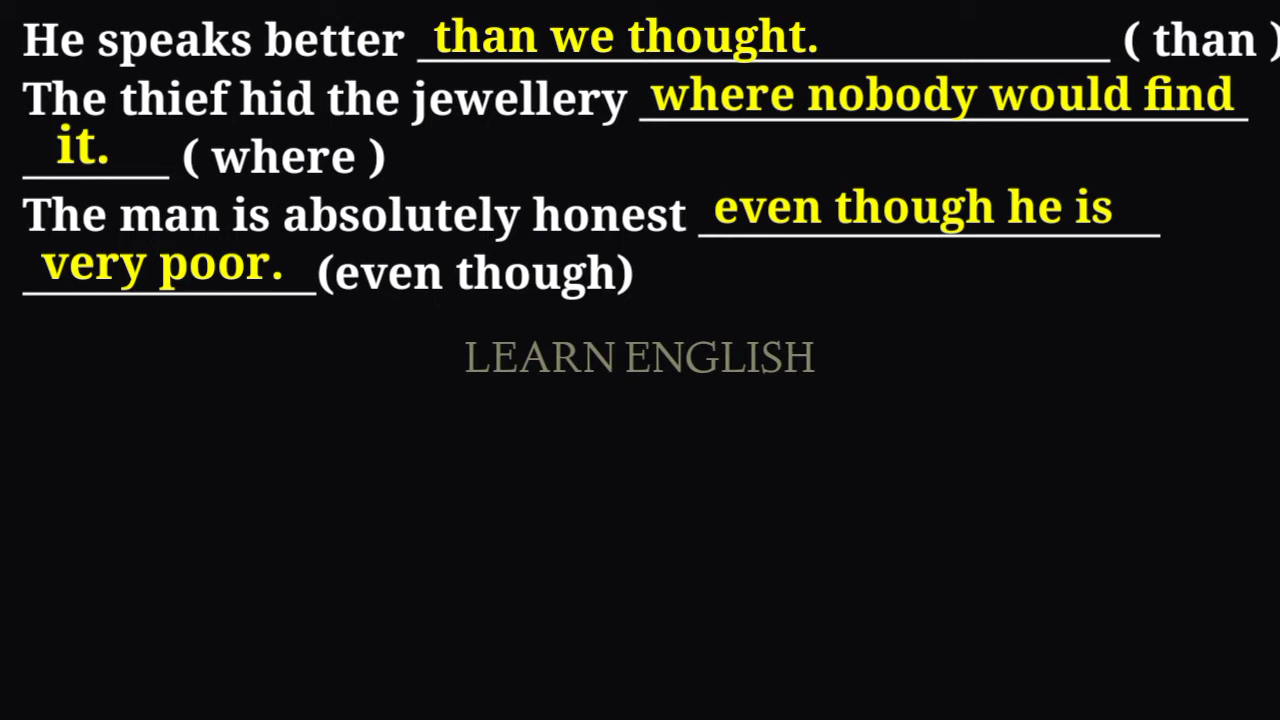 He speaks better than we thought. ( than )
The thief hid the jewellery where nobody would find
it. ( where )
The man is absolutely honest even though he is
very poor. (even though)
LEARN ENGLISH